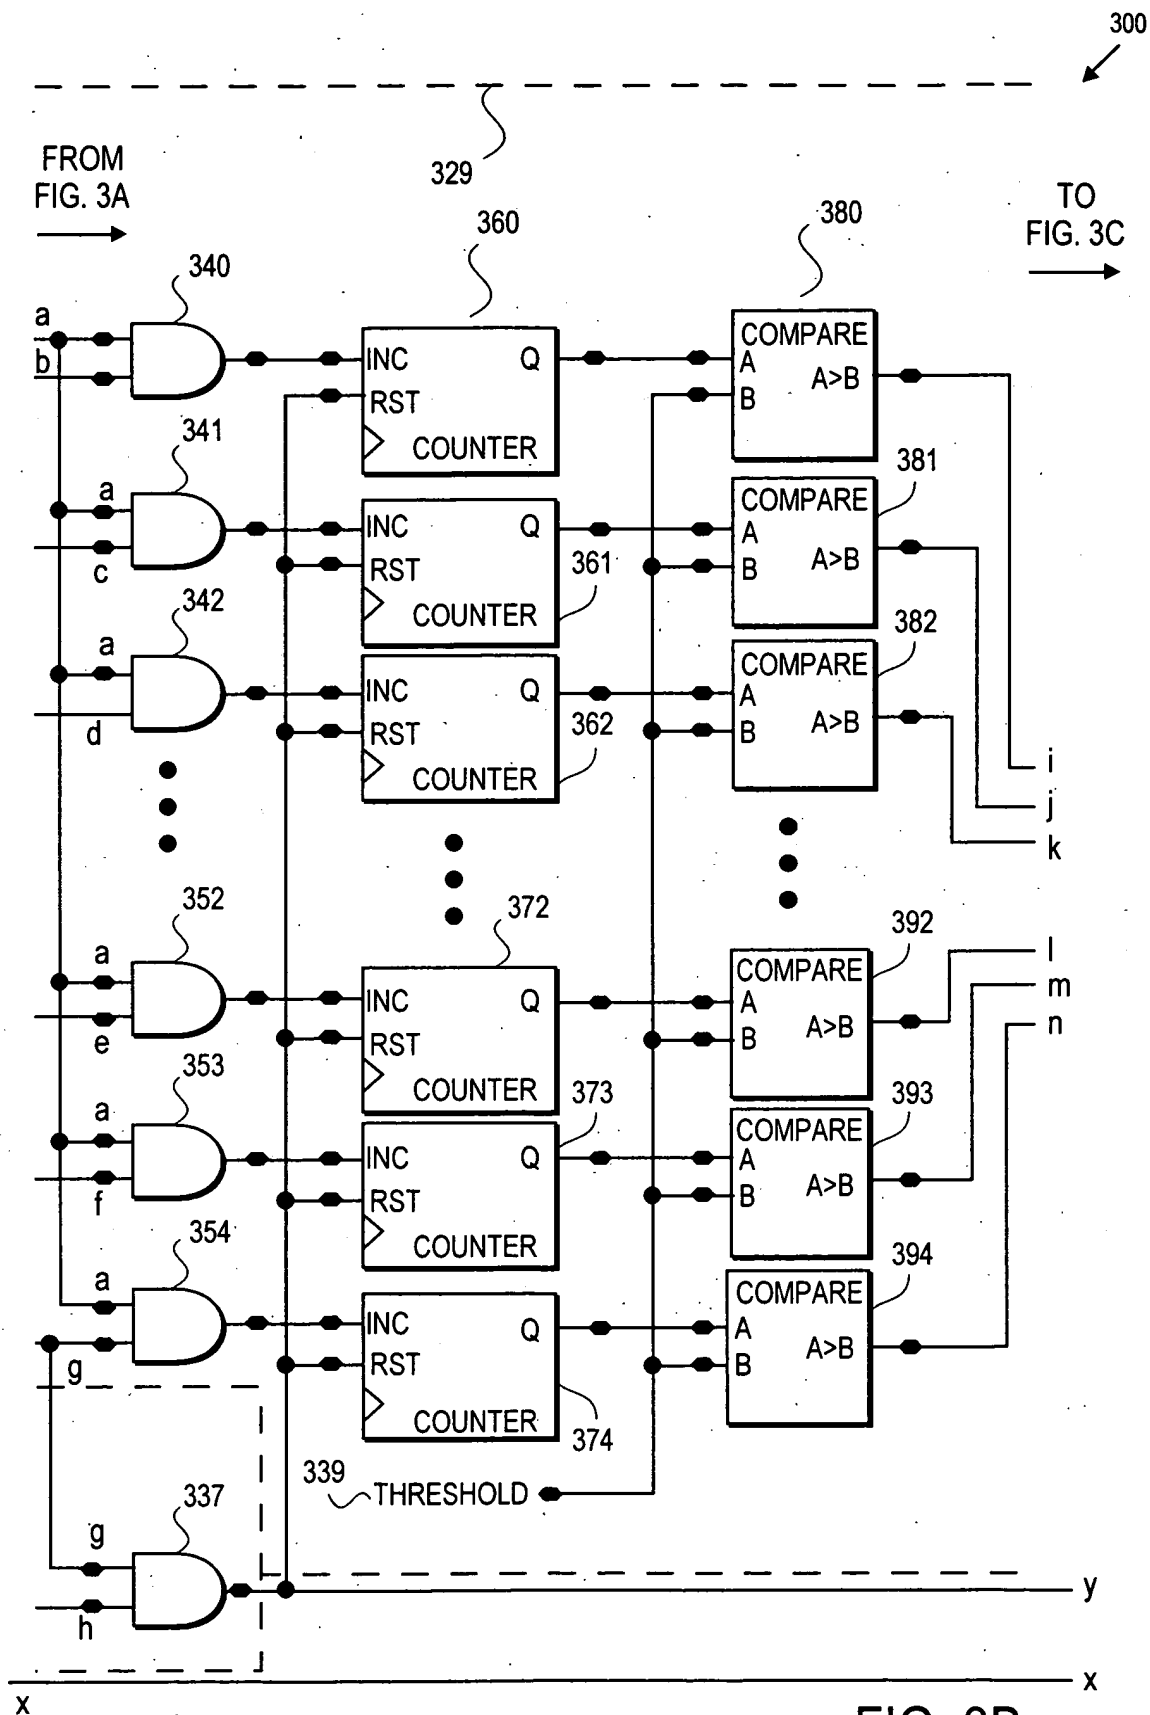 300
FROM
FIG. 3A
329
TO
FIG. 3C
360
380
340
a
b
INC
Q
RST
COUNTER
COMPARE
A
A>B
B
341
a
c
INC
Q
RST
COUNTER
361
COMPARE
A
A>B
B
381
342
a
d
INC
Q
RST
COUNTER
362
COMPARE
A
A>B
B
382
i
j
k
352
a
e
372
INC
Q
RST
COUNTER
392
COMPARE
A
A>B
B
l
m
n
353
a
f
373
INC
Q
RST
COUNTER
393
COMPARE
A
A>B
B
354
a
g
INC
Q
RST
COUNTER
374
394
COMPARE
A
A>B
B
339
THRESHOLD
337
g
h
y
x
x